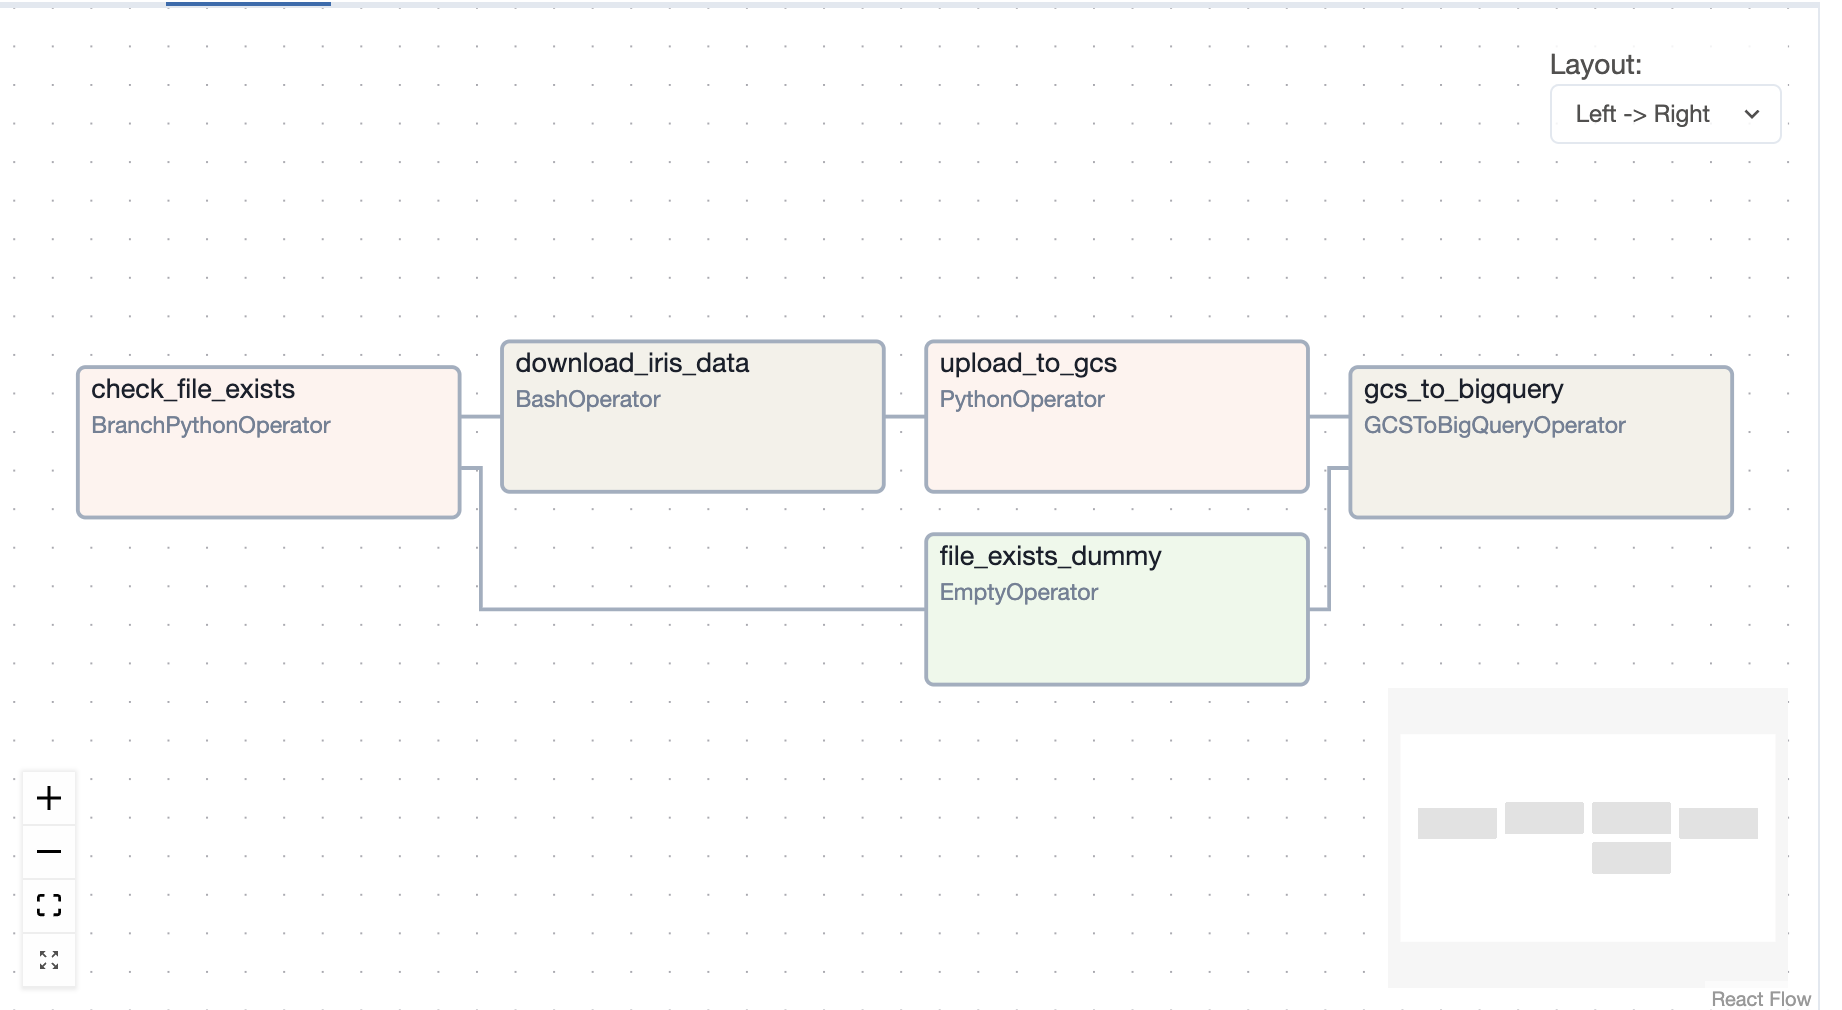 Layout:
Left -> Right
check_file_exists
BranchPythonOperator
download_iris_data
BashOperator
upload_to_gcs
PythonOperator
gcs_to_bigquery
GCSToBigQueryOperator
file_exists_dummy
EmptyOperator
React Flow